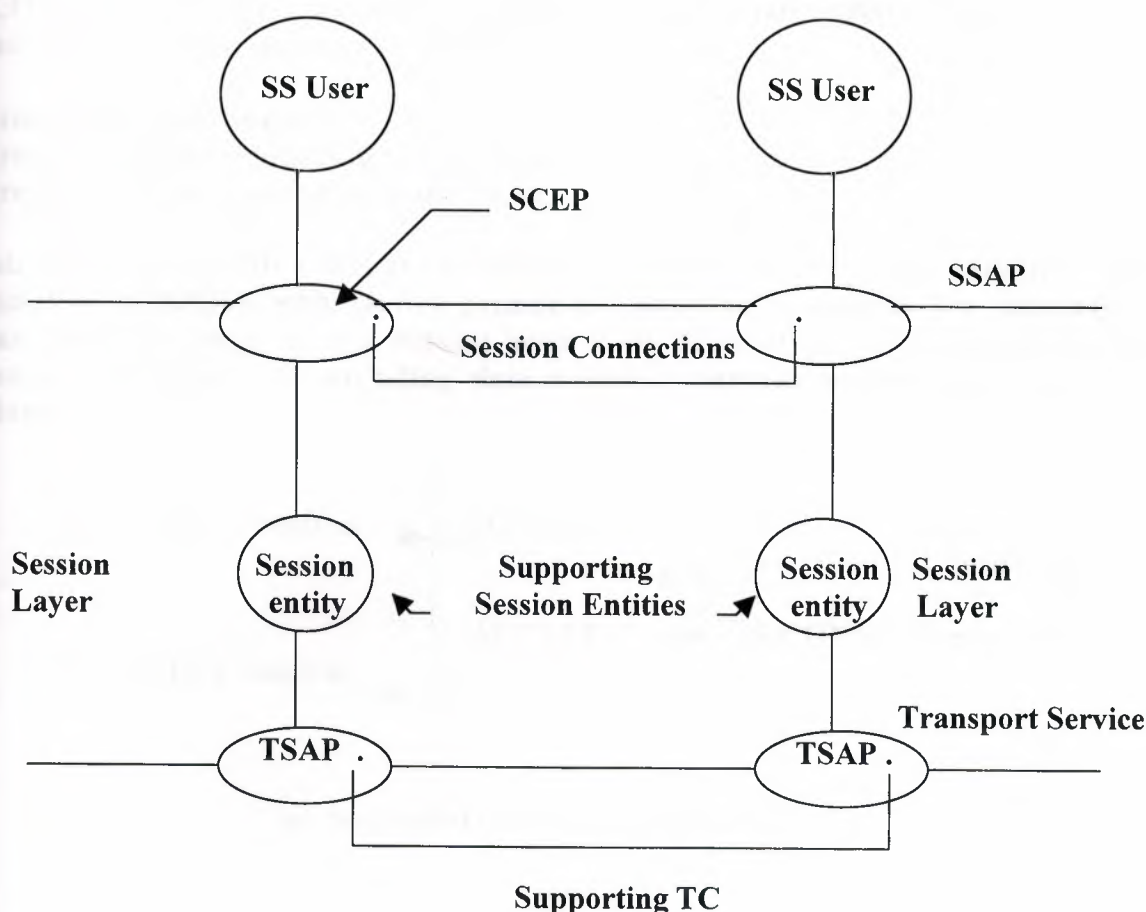 SS User
SS User
SCEP
SSAP
Session Connections
Session
Layer
Session
entity
Supporting
Session Entities
Session
entity
Session
Layer
Transport Service
TSAP .
TSAP .
Supporting TC